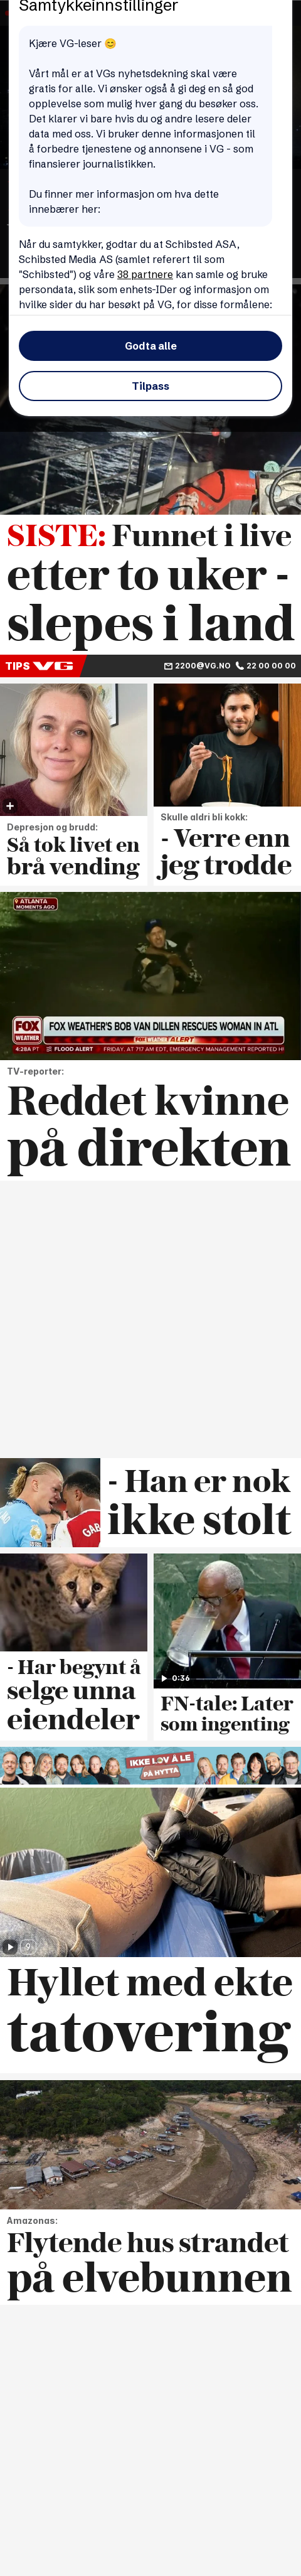 Samtykkeinnstillinger
Kjære VG-leser 😊
Vårt mål er at VGs nyhetsdekning skal være
gratis for alle. Vi ønsker også å gi deg en så god
opplevelse som mulig hver gang du besøker oss.
Det klarer vi bare hvis du og andre lesere deler
data med oss. Vi bruker denne informasjonen til
å forbedre tjenestene og annonsene i VG - som
finansierer journalistikken.
Du finner mer informasjon om hva dette
innebærer her:
Når du samtykker, godtar du at Schibsted ASA,
Schibsted Media AS (samlet referert til som
"Schibsted") og våre 38 partnere kan samle og bruke
persondata, slik som enhets-IDer og informasjon om
hvilke sider du har besøkt på VG, for disse formålene:
Godta alle
Tilpass
SISTE: Funnet i live
etter to uker -
slepes i land
TIPS VG 2200@VG.NO 22 00 00 00
Depresjon og brudd:
Så tok livet en
brå vending
Skulle aldri bli kokk:
- Verre enn
jeg trodde
ATLANTA
MOMENTS AGO
FOX WEATHER
FOX WEATHER'S BOB VAN DILLEN RESCUES WOMAN IN ATL
FOX WEATHER ALERT
4:28A PT FLOOD ALERT FRIDAY, AT 717 AM EDT, EMERGENCY MANAGEMENT REPORTED
TV-reporter:
Reddet kvinne
på direkten
GAB
- Han er nok
ikke stolt
- Har begynt å
selge unna
eiendeler
0:36
FN-tale: Later
som ingenting
IKKE LOV Å LE
PÅ HYTTA
Hyllet med ekte
tatovering
Amazonas:
Flytende hus strandet
på elvebunnen